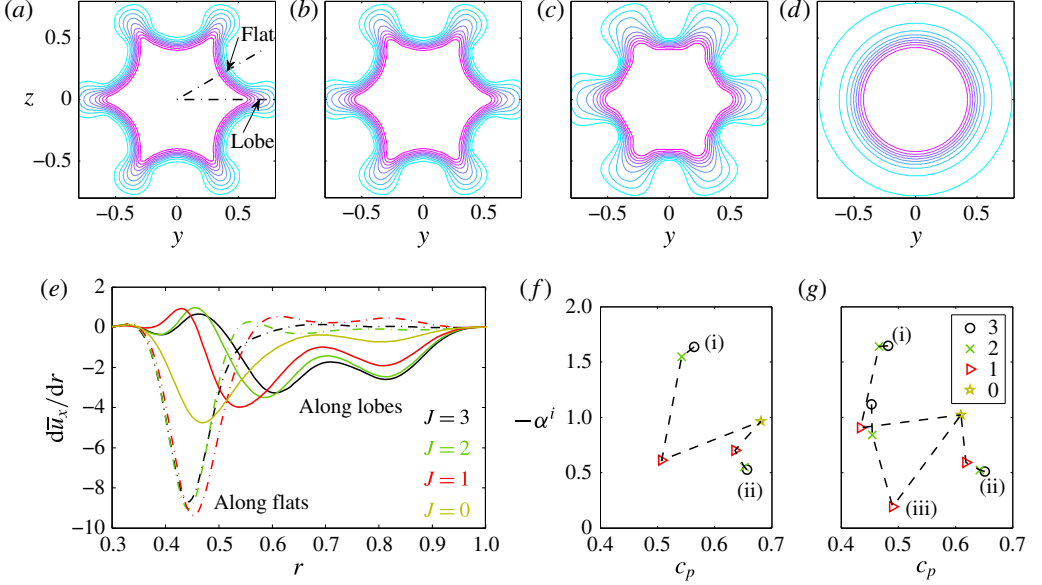 (a) (b) (c) (d)
Flat
Lobe
z
0.5
0
−0.5
−0.5 0 0.5
y
−0.5 0 0.5
y
−0.5 0 0.5
y
−0.5 0 0.5
y
(e)
dū_x/dr
2
0
−2
−4
−6
−8
−10
0.3 0.4 0.5 0.6 0.7 0.8 0.9 1.0
r
Along lobes
Along flats
J = 3
J = 2
J = 1
J = 0
(f)
−α^i
2.0
1.5
1.0
0.5
0
0.4 0.5 0.6 0.7
c_p
(i)
(ii)
(g)
0.4 0.5 0.6 0.7
c_p
(i)
(ii)
(iii)
3
2
1
0